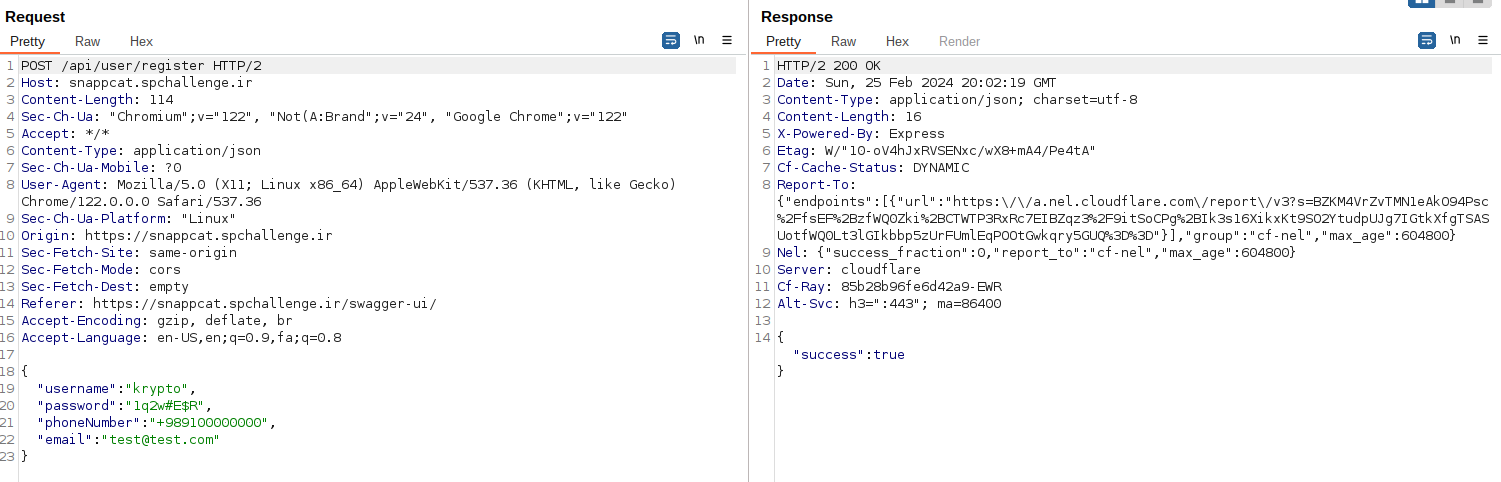 Request
Pretty Raw Hex \n
1 POST /api/user/register HTTP/2
2 Host: snappcat.spchallenge.ir
3 Content-Length: 114
4 Sec-Ch-Ua: "Chromium";v="122", "Not(A:Brand";v="24", "Google Chrome";v="122"
5 Accept: */*
6 Content-Type: application/json
7 Sec-Ch-Ua-Mobile: ?0
8 User-Agent: Mozilla/5.0 (X11; Linux x86_64) AppleWebKit/537.36 (KHTML, like Gecko)
Chrome/122.0.0.0 Safari/537.36
9 Sec-Ch-Ua-Platform: "Linux"
10 Origin: https://snappcat.spchallenge.ir
11 Sec-Fetch-Site: same-origin
12 Sec-Fetch-Mode: cors
13 Sec-Fetch-Dest: empty
14 Referer: https://snappcat.spchallenge.ir/swagger-ui/
15 Accept-Encoding: gzip, deflate, br
16 Accept-Language: en-US,en;q=0.9,fa;q=0.8
17
18 {
19 "username":"krypto",
20 "password":"1q2w#E$R",
21 "phoneNumber":"+989100000000",
22 "email":"test@test.com"
23 }
Response
Pretty Raw Hex Render \n
1 HTTP/2 200 OK
2 Date: Sun, 25 Feb 2024 20:02:19 GMT
3 Content-Type: application/json; charset=utf-8
4 Content-Length: 16
5 X-Powered-By: Express
6 Etag: W/"10-oV4hJxRVSENxc/wX8+mA4/Pe4tA"
7 Cf-Cache-Status: DYNAMIC
8 Report-To:
{"endpoints":[{"url":"https:\/\/a.nel.cloudflare.com\/report\/v3?s=BZKM4VrZvTMN1eAkO94Psc
%2FfsEF%2BzfWQ0Zki%2BCTWTP3RxRc7EIBZqz3%2F9itSoCPg%2BIk3s16XikxKt9SO2YtudpUJg7IGtkXfgTSAS
UotfWQ0Lt3lGIkbbp5zUrFUmlEqPOOtGwkqry5GUQ%3D%3D"}],"group":"cf-nel","max_age":604800}
9 Nel: {"success_fraction":0,"report_to":"cf-nel","max_age":604800}
10 Server: cloudflare
11 Cf-Ray: 85b28b96fe6d42a9-EWR
12 Alt-Svc: h3=":443"; ma=86400
13
14 {
"success":true
}